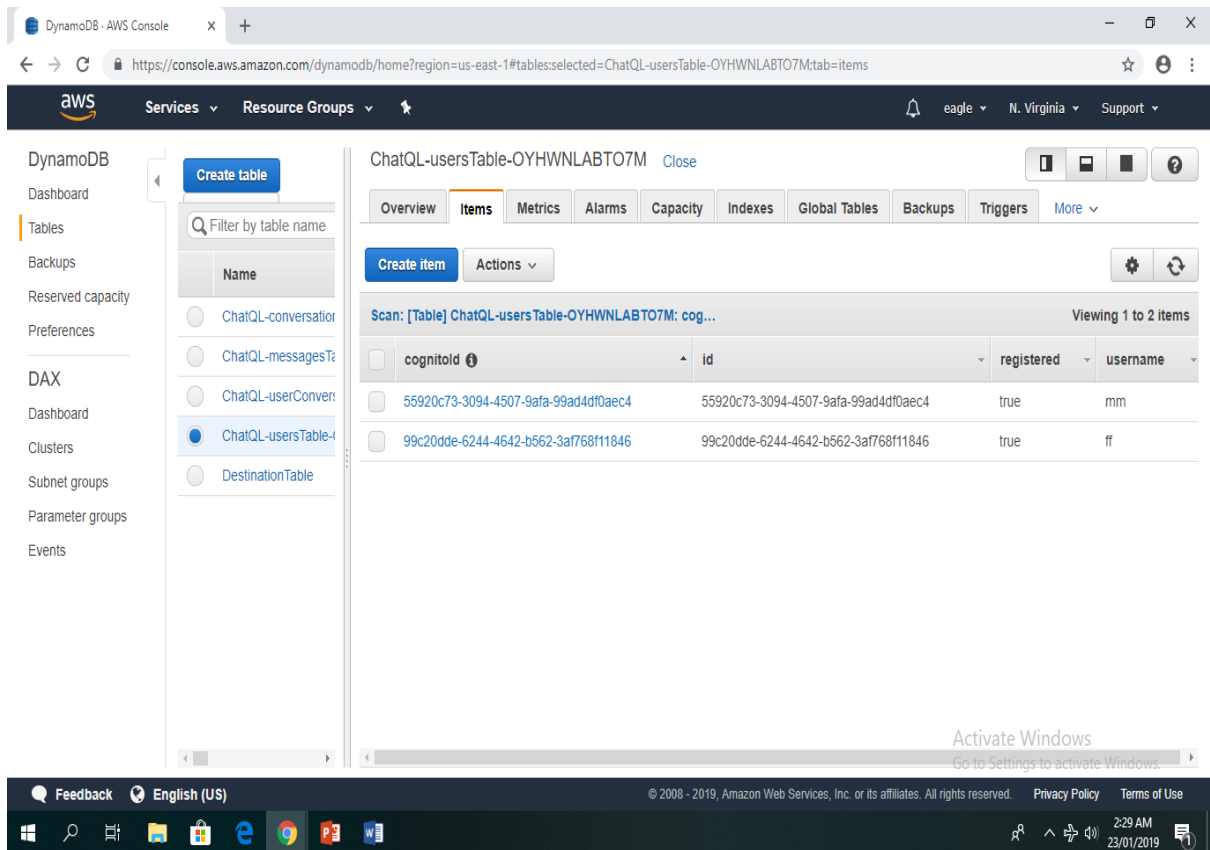 DynamoDB · AWS Console
https://console.aws.amazon.com/dynamodb/home?region=us-east-1#tables:selected=ChatQL-usersTable-OYHWNLABTO7M;tab=items
aws Services Resource Groups eagle N. Virginia Support
DynamoDB
Dashboard
Tables
Backups
Reserved capacity
Preferences
DAX
Dashboard
Clusters
Subnet groups
Parameter groups
Events
Create table
Filter by table name
Name
ChatQL-conversation
ChatQL-messagesTa
ChatQL-userConvers
ChatQL-usersTable-
DestinationTable
ChatQL-usersTable-OYHWNLABTO7M Close
Overview Items Metrics Alarms Capacity Indexes Global Tables Backups Triggers More
Create item Actions
Scan: [Table] ChatQL-usersTable-OYHWNLABTO7M: cog... Viewing 1 to 2 items
cognitoId id registered username
55920c73-3094-4507-9afa-99ad4df0aec4 55920c73-3094-4507-9afa-99ad4df0aec4 true mm
99c20dde-6244-4642-b562-3af768f11846 99c20dde-6244-4642-b562-3af768f11846 true ff
Activate Windows
Go to Settings to activate Windows.
Feedback English (US) © 2008 - 2019, Amazon Web Services, Inc. or its affiliates. All rights reserved. Privacy Policy Terms of Use
2:29 AM
23/01/2019